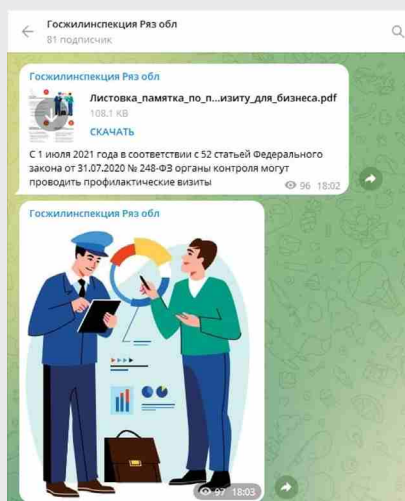 Госжилинспекция Ряз обл
81 подписчик
Госжилинспекция Ряз обл
Листовка_памятка_по_п...изиту_для_бизнеса.pdf
108.1 KB
СКАЧАТЬ
С 1 июля 2021 года в соответствии с 52 статьей Федерального
закона от 31.07.2020 № 248-ФЗ органы контроля могут
проводить профилактические визиты
96 18:02
Госжилинспекция Ряз обл
97 18:03